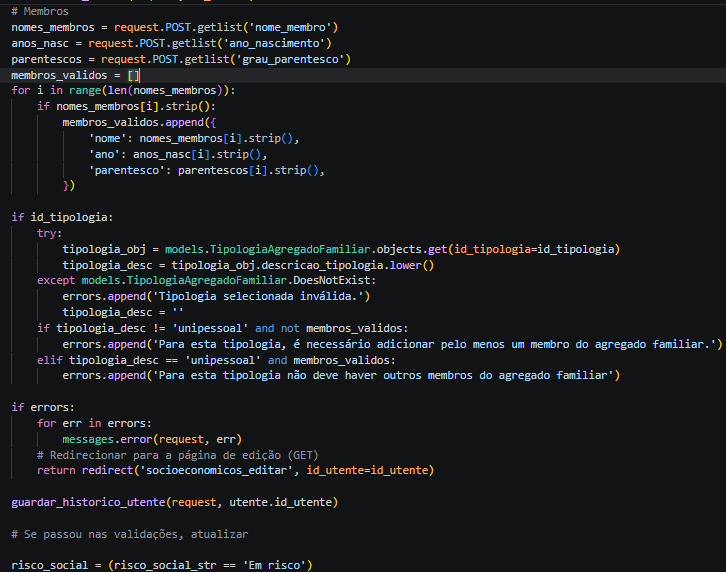 # Membros
nomes_membros = request.POST.getlist('nome_membro')
anos_nasc = request.POST.getlist('ano_nascimento')
parentescos = request.POST.getlist('grau_parentesco')
membros_validos = []
for i in range(len(nomes_membros)):
    if nomes_membros[i].strip():
        membros_validos.append({
            'nome': nomes_membros[i].strip(),
            'ano': anos_nasc[i].strip(),
            'parentesco': parentescos[i].strip(),
        })

if id_tipologia:
    try:
        tipologia_obj = models.TipologiaAgregadoFamiliar.objects.get(id_tipologia=id_tipologia)
        tipologia_desc = tipologia_obj.descricao_tipologia.lower()
    except models.TipologiaAgregadoFamiliar.DoesNotExist:
        errors.append('Tipologia selecionada inválida.')
        tipologia_desc = ''
    if tipologia_desc != 'unipessoal' and not membros_validos:
        errors.append('Para esta tipologia, é necessário adicionar pelo menos um membro do agregado familiar.')
    elif tipologia_desc == 'unipessoal' and membros_validos:
        errors.append('Para esta tipologia não deve haver outros membros do agregado familiar')

if errors:
    for err in errors:
        messages.error(request, err)
    # Redirecionar para a página de edição (GET)
    return redirect('socioeconomicos_editar', id_utente=id_utente)

guardar_historico_utente(request, utente.id_utente)

# Se passou nas validações, atualizar

risco_social = (risco_social_str == 'Em risco')